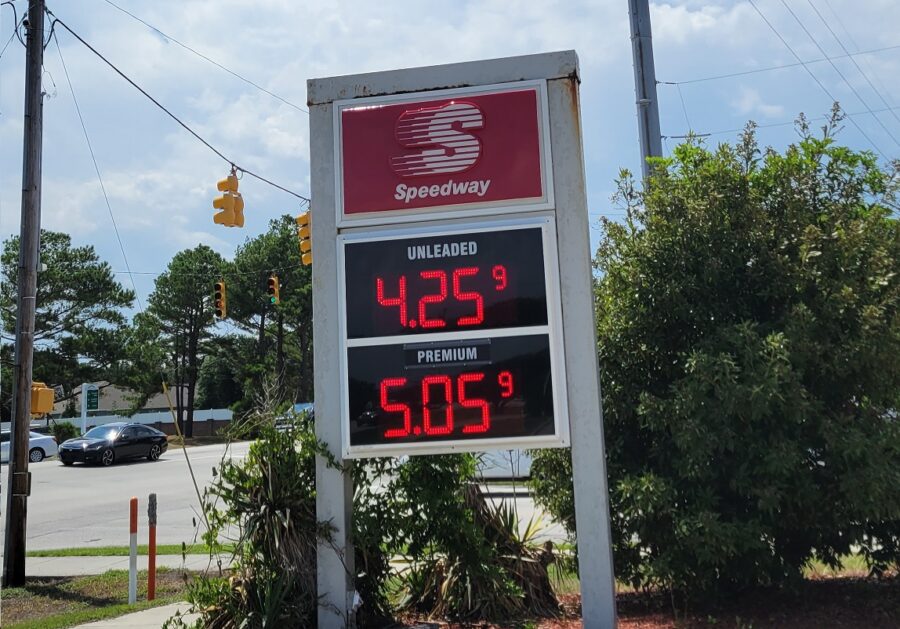 S
Speedway
UNLEADED
4.25 9
PREMIUM
5.05 9